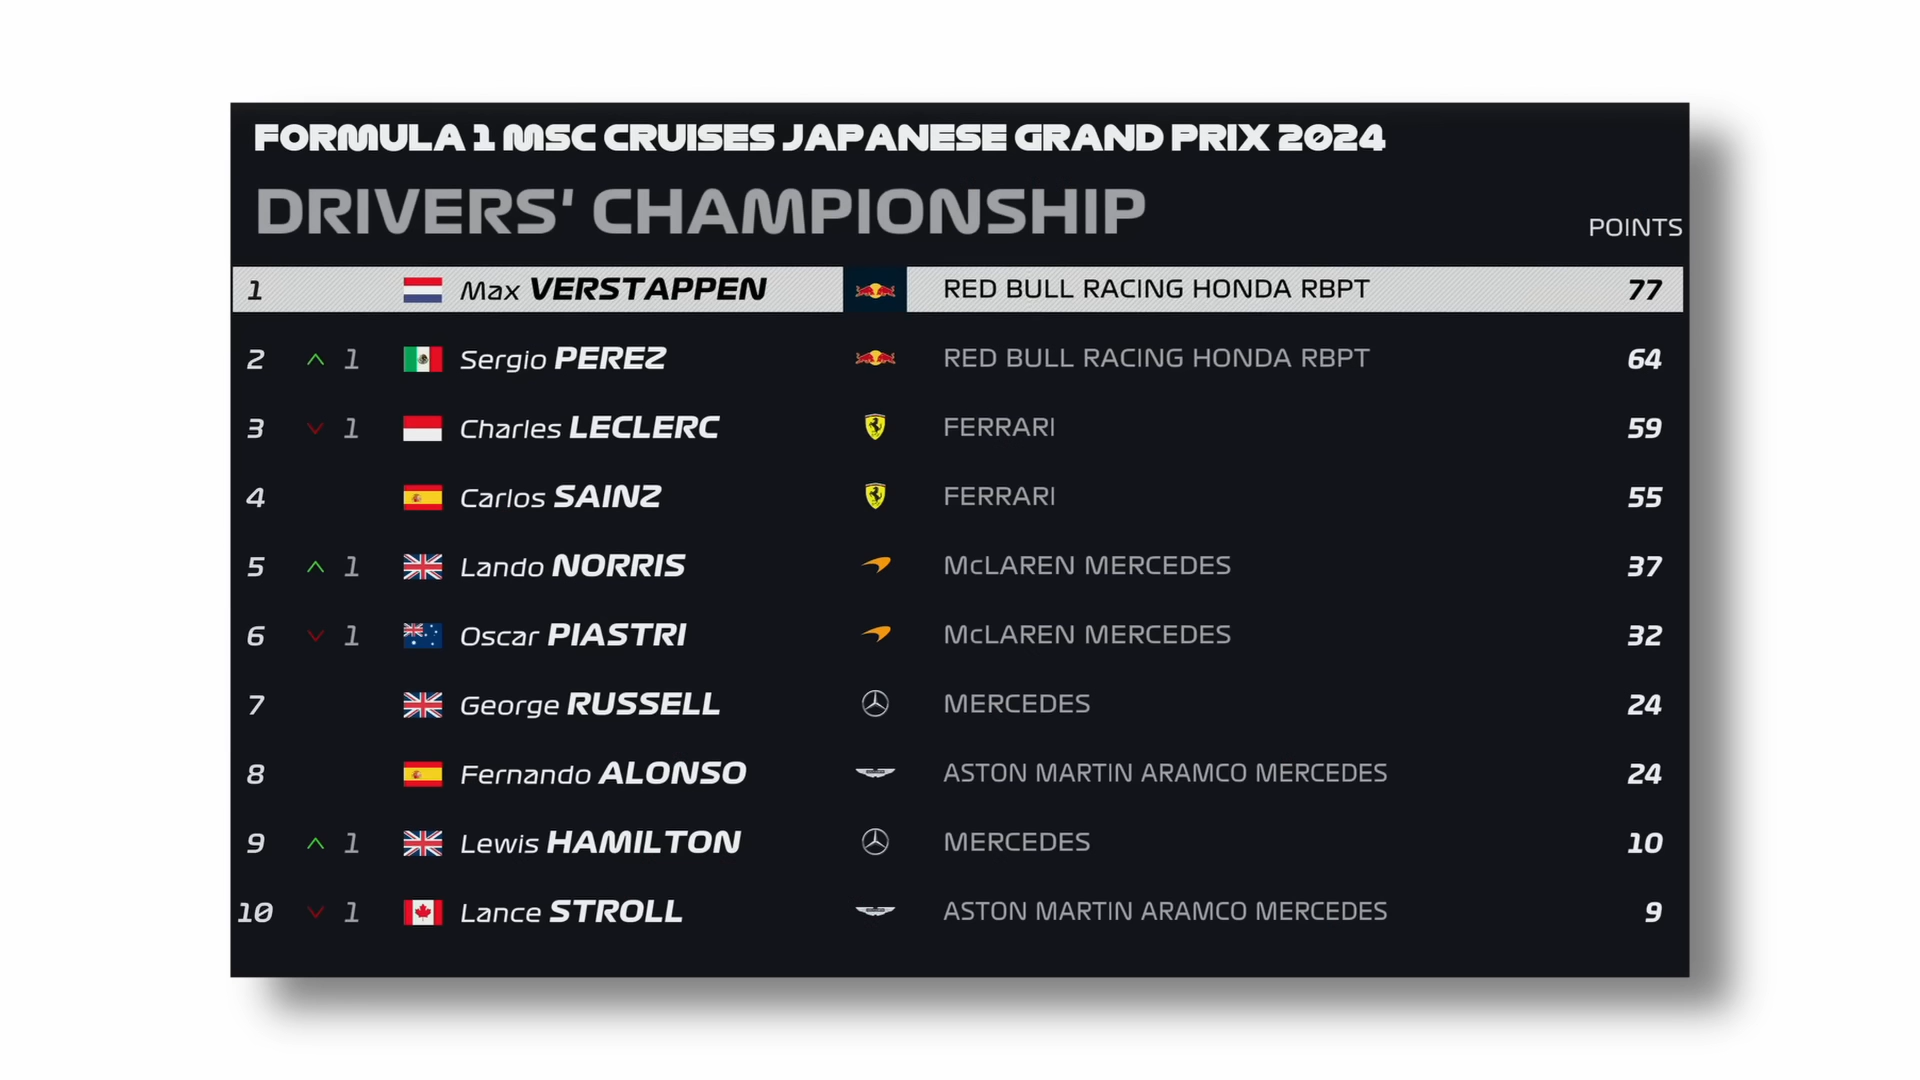 FORMULA 1 MSC CRUISES JAPANESE GRAND PRIX 2024
DRIVERS' CHAMPIONSHIP
POINTS
1 Max VERSTAPPEN RED BULL RACING HONDA RBPT 77
2 1 Sergio PEREZ RED BULL RACING HONDA RBPT 64
3 1 Charles LECLERC FERRARI 59
4 Carlos SAINZ FERRARI 55
5 1 Lando NORRIS McLAREN MERCEDES 37
6 1 Oscar PIASTRI McLAREN MERCEDES 32
7 George RUSSELL MERCEDES 24
8 Fernando ALONSO ASTON MARTIN ARAMCO MERCEDES 24
9 1 Lewis HAMILTON MERCEDES 10
10 1 Lance STROLL ASTON MARTIN ARAMCO MERCEDES 9